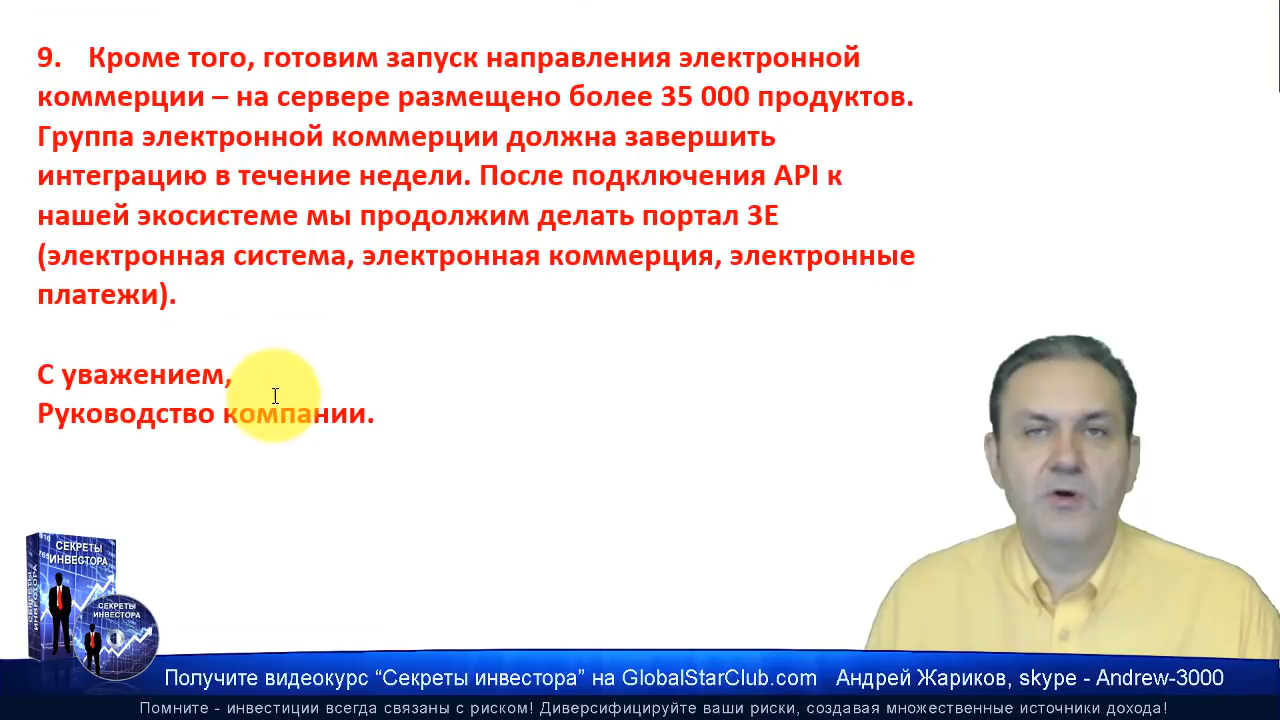 9. Кроме того, готовим запуск направления электронной
коммерции – на сервере размещено более 35 000 продуктов.
Группа электронной коммерции должна завершить
интеграцию в течение недели. После подключения API к
нашей экосистеме мы продолжим делать портал 3E
(электронная система, электронная коммерция, электронные
платежи).
С уважением,
Руководство компании.
СЕКРЕТЫ
ИНВЕСТОРА
СЕКРЕТЫ
ИНВЕСТОРА
Получите видеокурс “Секреты инвестора” на GlobalStarClub.com Андрей Жариков, skype - Andrew-3000
Помните - инвестиции всегда связаны с риском! Диверсифицируйте ваши риски, создавая множественные источники дохода!